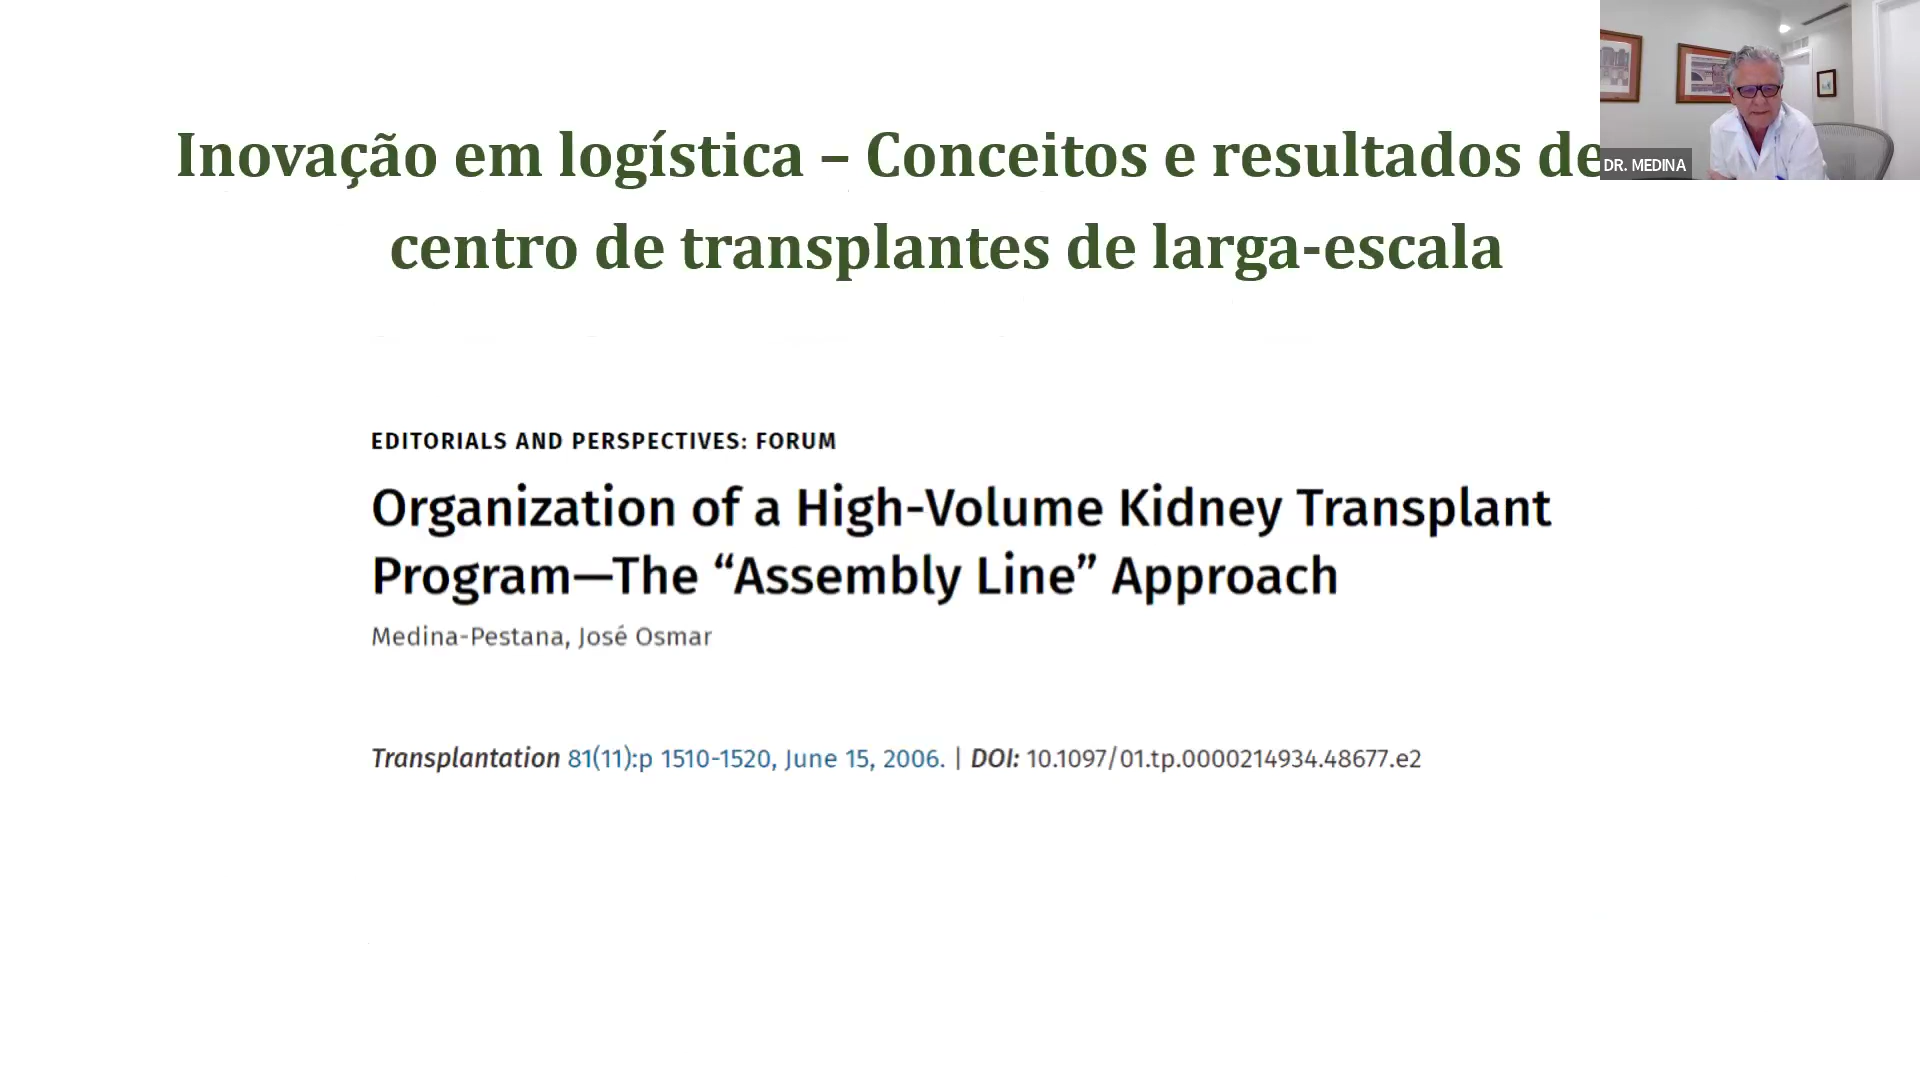 Inovação em logística – Conceitos e resultados de
centro de transplantes de larga-escala
DR. MEDINA
EDITORIALS AND PERSPECTIVES: FORUM
Organization of a High-Volume Kidney Transplant
Program—The “Assembly Line” Approach
Medina-Pestana, José Osmar
Transplantation 81(11):p 1510-1520, June 15, 2006. | DOI: 10.1097/01.tp.0000214934.48677.e2